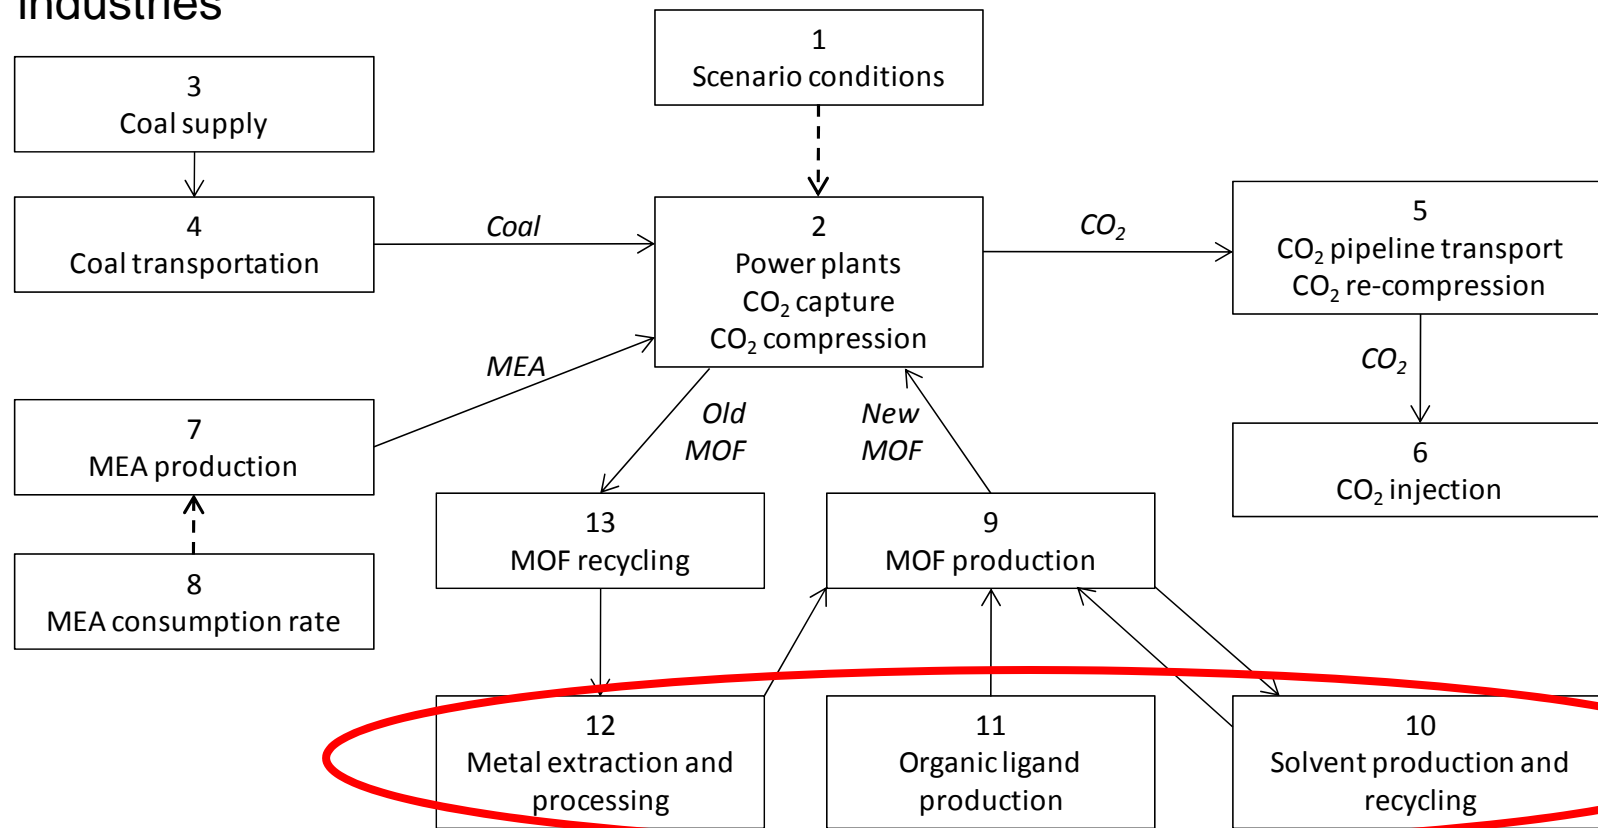 industries
1
Scenario conditions
3
Coal supply
4
Coal transportation
Coal
2
Power plants
CO₂ capture
CO₂ compression
CO₂
5
CO₂ pipeline transport
CO₂ re-compression
CO₂
6
CO₂ injection
MEA
7
MEA production
8
MEA consumption rate
Old
MOF
New
MOF
13
MOF recycling
9
MOF production
12
Metal extraction and
processing
11
Organic ligand
production
10
Solvent production and
recycling